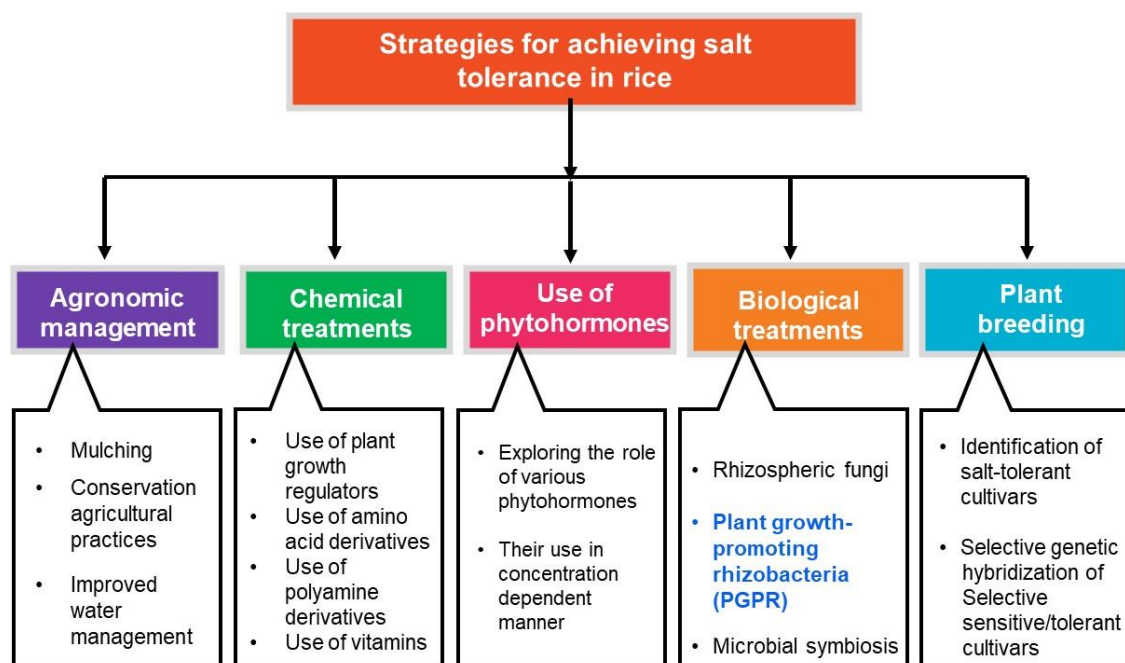 Strategies for achieving salt
tolerance in rice
Agronomic
management
Chemical
treatments
Use of
phytohormones
Biological
treatments
Plant
breeding
• Mulching
• Conservation
agricultural
practices
• Improved
water
management
• Use of plant
growth
regulators
• Use of amino
acid derivatives
• Use of
polyamine
derivatives
• Use of vitamins
• Exploring the role
of various
phytohormones
• Their use in
concentration
dependent
manner
• Rhizospheric fungi
• Plant growth-
promoting
rhizobacteria
(PGPR)
• Microbial symbiosis
• Identification of
salt-tolerant
cultivars
• Selective genetic
hybridization of
Selective
sensitive/tolerant
cultivars